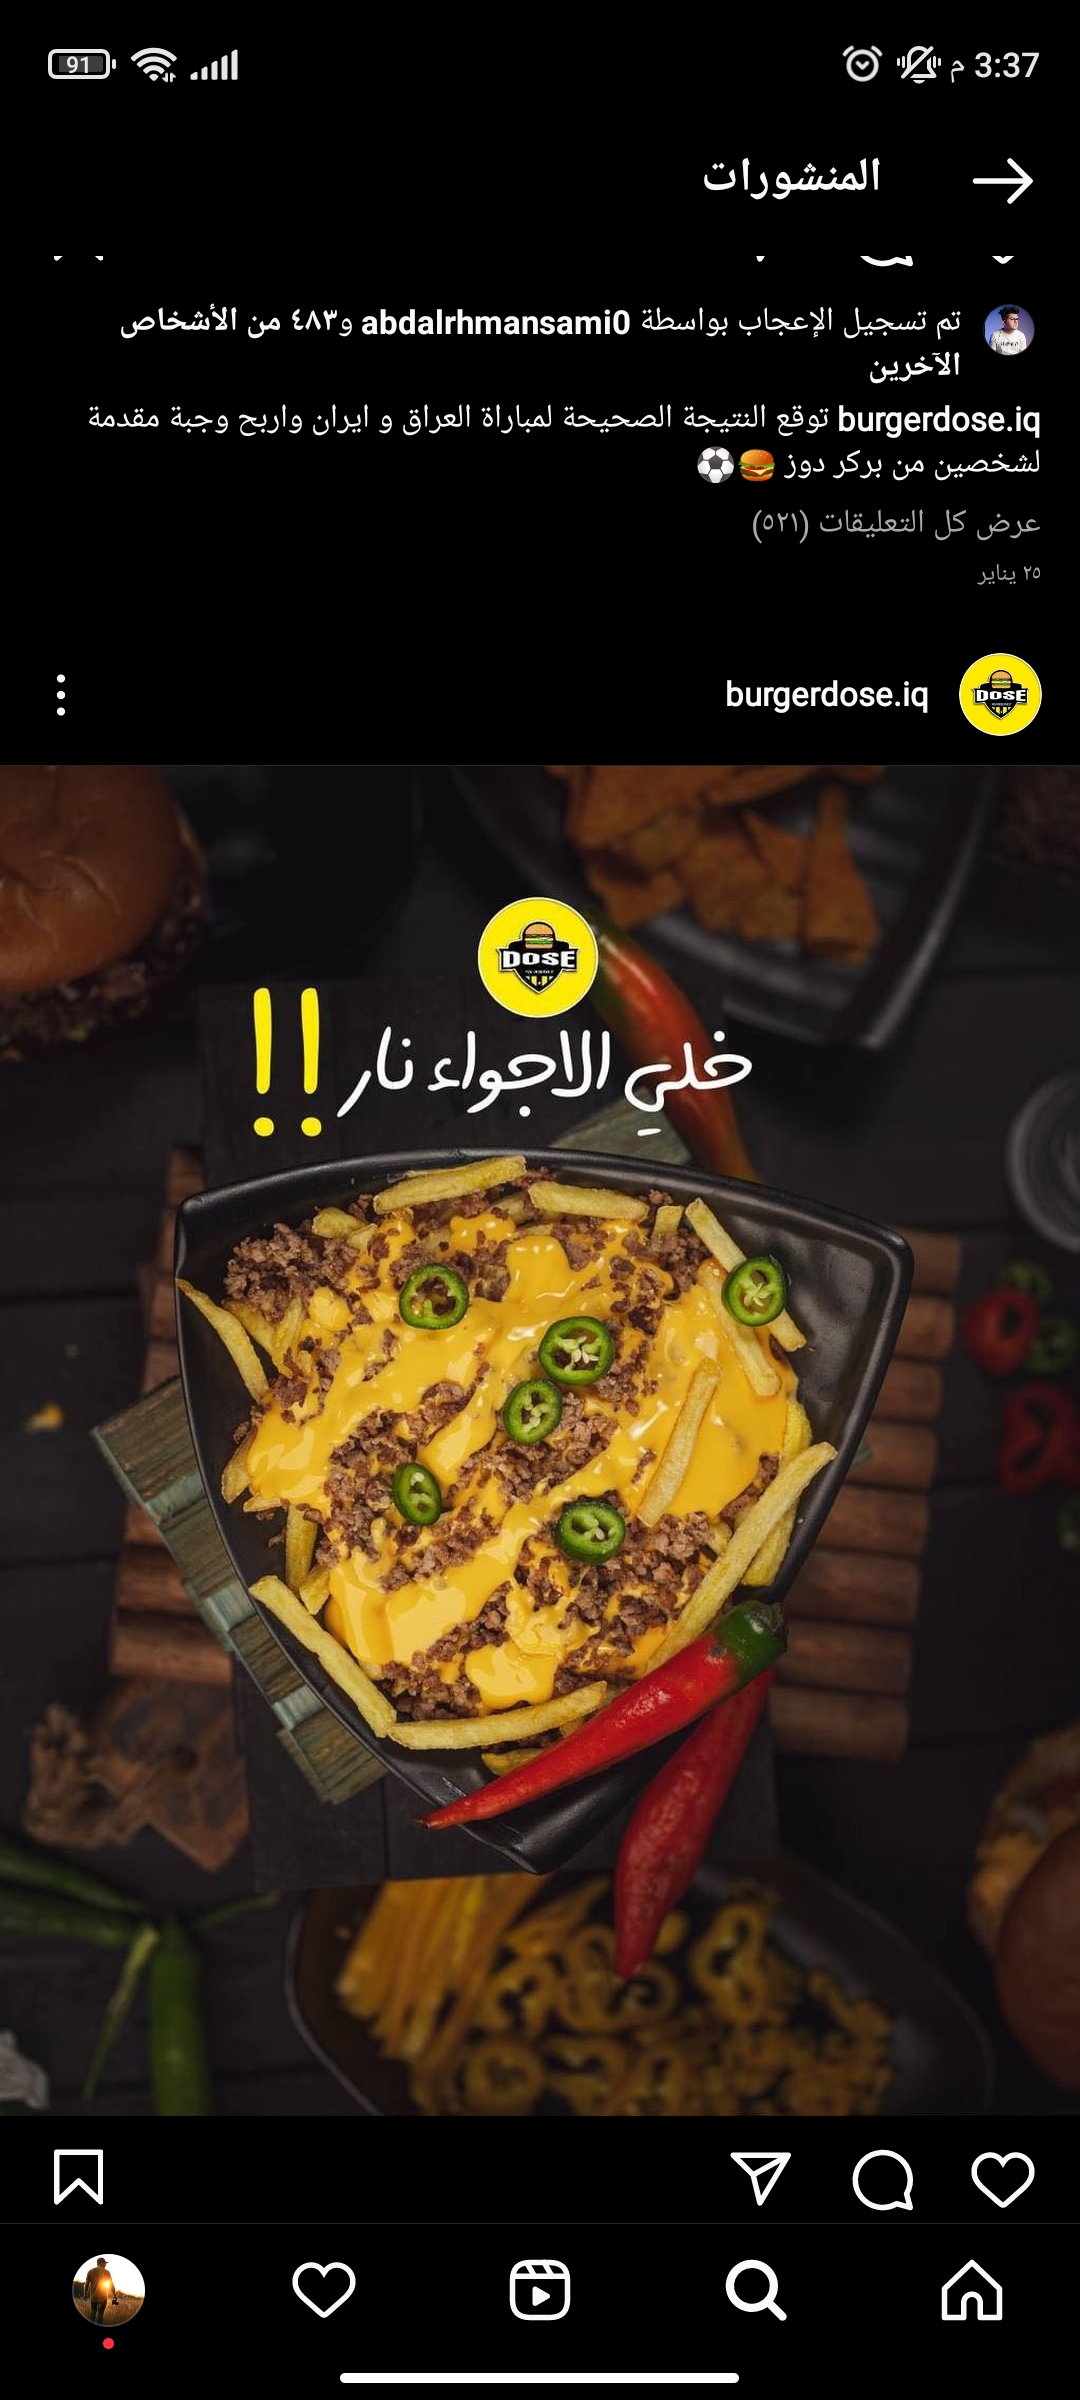 91
3:37 م
المنشورات
تم تسجيل الإعجاب بواسطة abdalrhmansami0 و٤٨٣ من الأشخاص
الآخرين
burgerdose.iq توقع النتيجة الصحيحة لمباراة العراق و ايران واربح وجبة مقدمة
لشخصين من بركر دوز 🍔⚽
عرض كل التعليقات (٥٢١)
٢٥ يناير
DOSE
burgerdose.iq
DOSE
خلي الاجواء نار !!